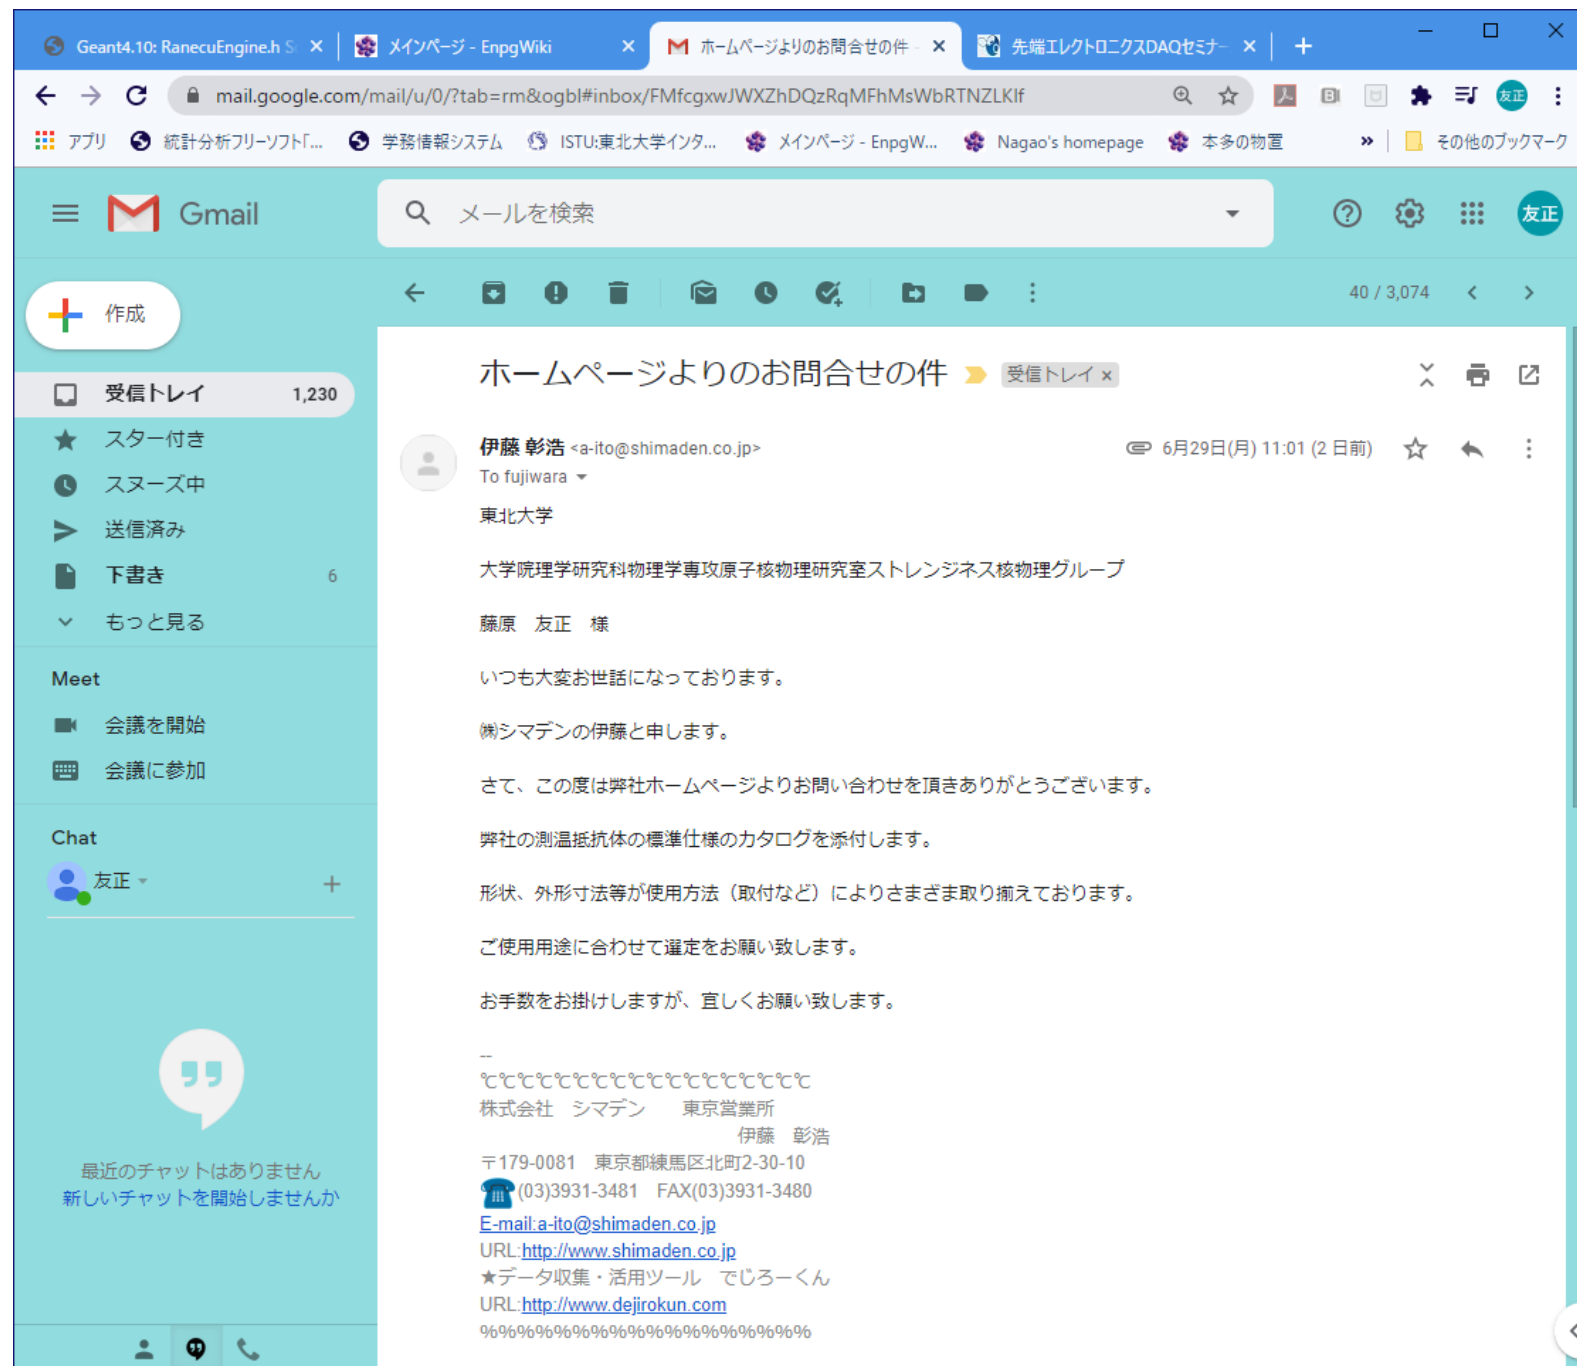 Geant4.10: RanecuEngine.h S
メインページ - EnpgWiki
ホームページよりのお問合せの件 -
先端エレクトロニクスDAQセミナー
mail.google.com/mail/u/0/?tab=rm&ogbl#inbox/FMfcgxwJWXZhDQzRqMFhMsWbRTNZLKlf
友正
アプリ
統計分析フリーソフト「...
学務情報システム
ISTU:東北大学インタ...
メインページ - EnpgW...
Nagao's homepage
本多の物置
»
その他のブックマーク
Gmail
メールを検索
友正
作成
40 / 3,074
受信トレイ 1,230
スター付き
スヌーズ中
送信済み
下書き 6
もっと見る
Meet
会議を開始
会議に参加
Chat
友正
最近のチャットはありません
新しいチャットを開始しませんか
ホームページよりのお問合せの件 受信トレイ ×
伊藤 彰浩 <a-ito@shimaden.co.jp> 6月29日(月) 11:01 (2 日前)
To fujiwara
東北大学
大学院理学研究科物理学専攻原子核物理研究室ストレンジネス核物理グループ
藤原　友正　様
いつも大変お世話になっております。
㈱シマデンの伊藤と申します。
さて、この度は弊社ホームページよりお問い合わせを頂きありがとうございます。
弊社の測温抵抗体の標準仕様のカタログを添付します。
形状、外形寸法等が使用方法（取付など）によりさまざま取り揃えております。
ご使用用途に合わせて選定をお願い致します。
お手数をお掛けしますが、宜しくお願い致します。
--
℃℃℃℃℃℃℃℃℃℃℃℃℃℃℃℃℃℃
株式会社　シマデン　　東京営業所
伊藤　彰浩
〒179-0081　東京都練馬区北町2-30-10
(03)3931-3481　FAX(03)3931-3480
E-mail:a-ito@shimaden.co.jp
URL:http://www.shimaden.co.jp
★データ収集・活用ツール　でじろーくん
URL:http://www.dejirokun.com
%%%%%%%%%%%%%%%%%%